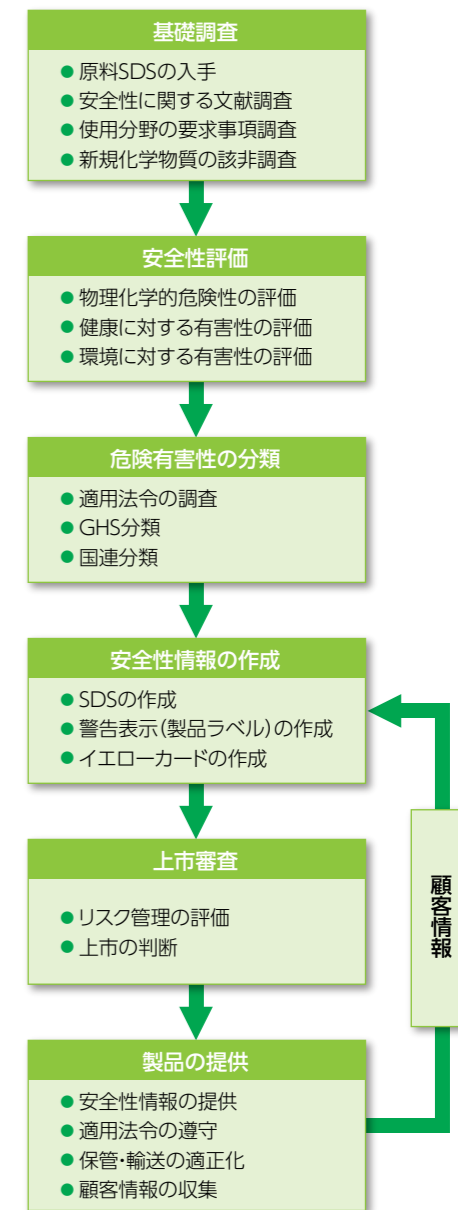 基礎調査
●原料SDSの入手
●安全性に関する文献調査
●使用分野の要求事項調査
●新規化学物質の該非調査
安全性評価
●物理化学的危険性の評価
●健康に対する有害性の評価
●環境に対する有害性の評価
危険有害性の分類
●適用法令の調査
●GHS分類
●国連分類
安全性情報の作成
●SDSの作成
●警告表示(製品ラベル)の作成
●イエローカードの作成
上市審査
●リスク管理の評価
●上市の判断
製品の提供
●安全性情報の提供
●適用法令の遵守
●保管・輸送の適正化
●顧客情報の収集
顧客情報